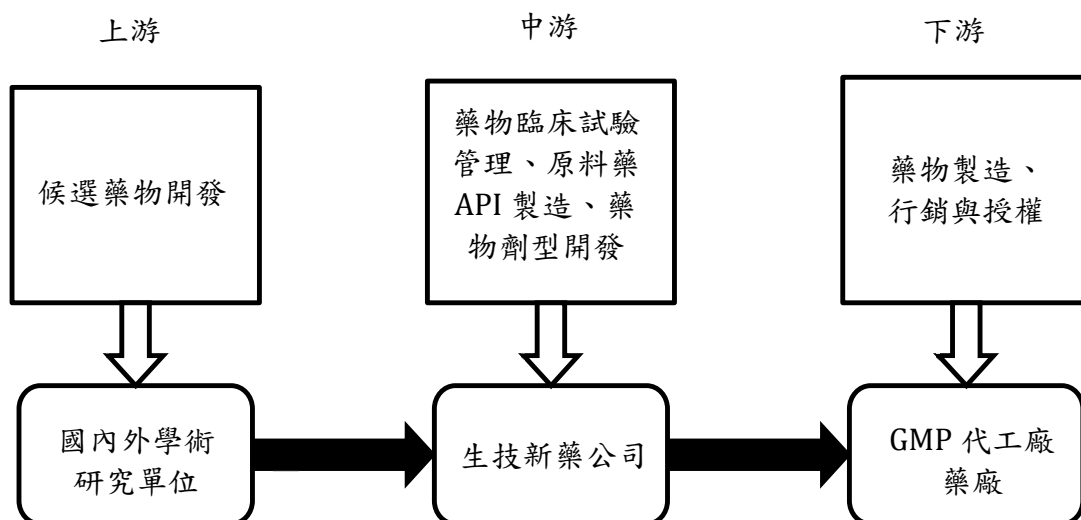 上游
中游
下游
候選藥物開發
藥物臨床試驗
管理、原料藥
API 製造、藥
物劑型開發
藥物製造、
行銷與授權
國內外學術
研究單位
生技新藥公司
GMP 代工廠
藥廠